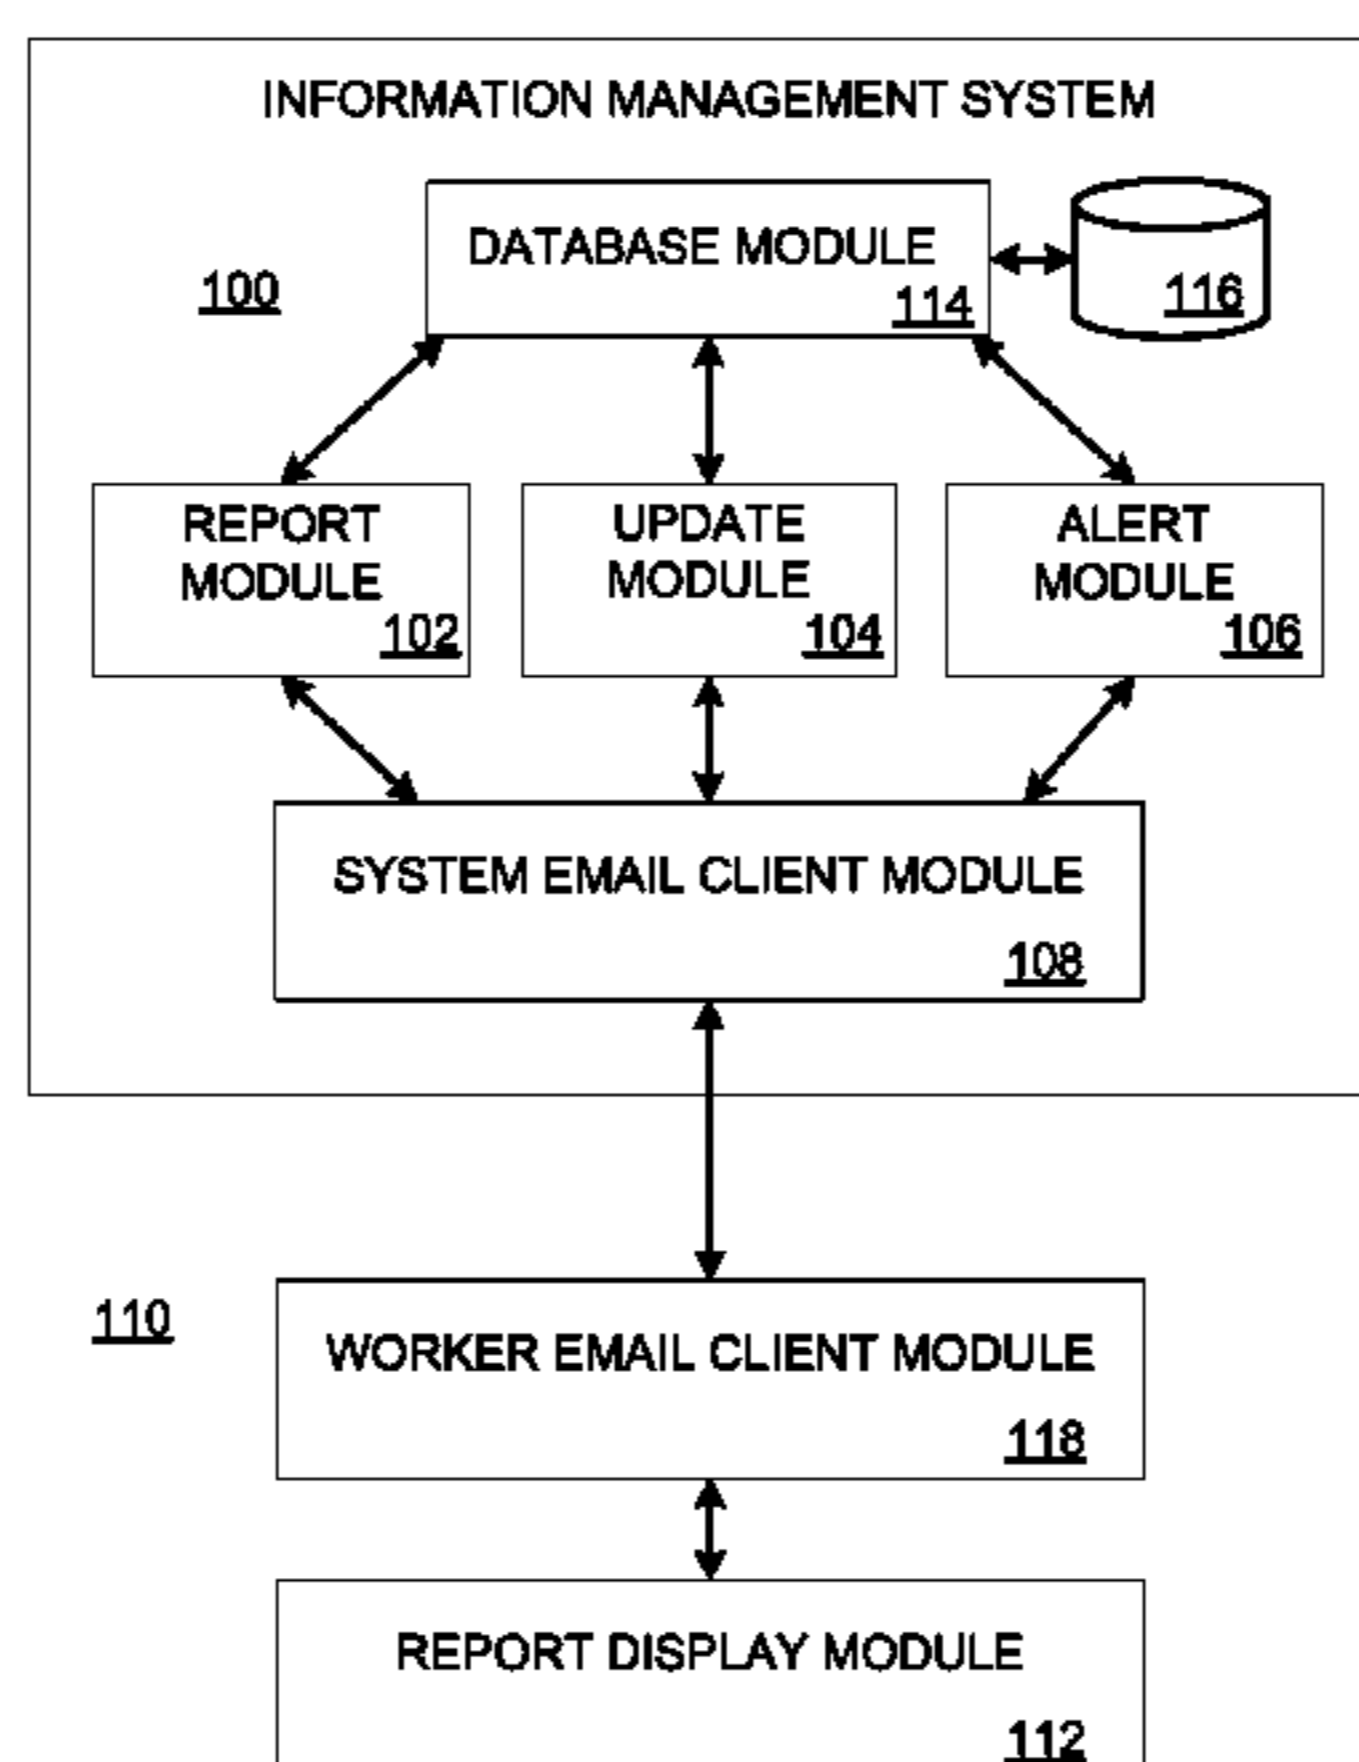 INFORMATION MANAGEMENT SYSTEM
DATABASE MODULE
114
116
100
REPORT
MODULE
102
UPDATE
MODULE
104
ALERT
MODULE
106
SYSTEM EMAIL CLIENT MODULE
108
110
WORKER EMAIL CLIENT MODULE
118
REPORT DISPLAY MODULE
112